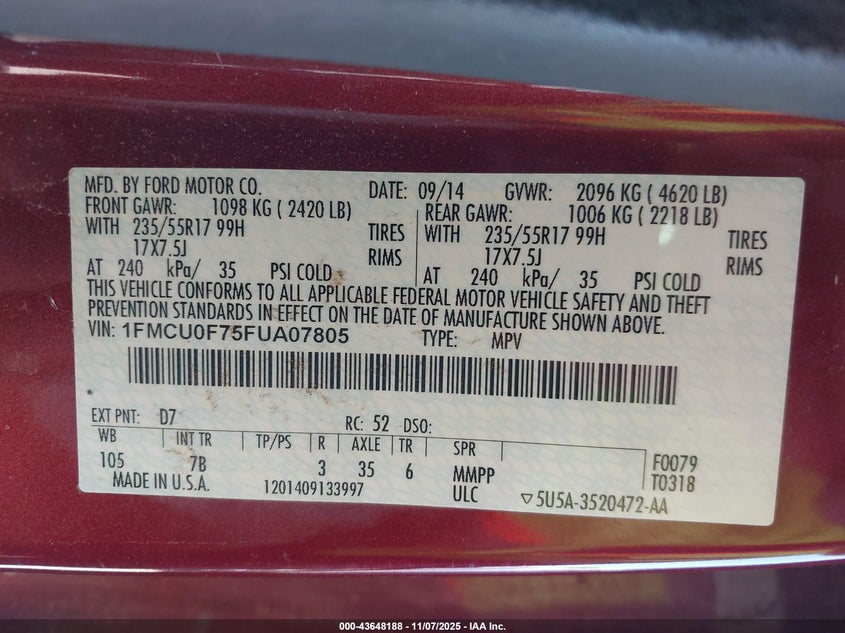 MFD. BY FORD MOTOR CO. DATE: 09/14 GVWR: 2096 KG ( 4620 LB)
FRONT GAWR: 1098 KG ( 2420 LB) REAR GAWR: 1006 KG ( 2218 LB)
WITH 235/55R17 99H TIRES WITH 235/55R17 99H TIRES
17X7.5J RIMS 17X7.5J RIMS
AT 240 kPa/ 35 PSI COLD AT 240 kPa/ 35 PSI COLD
THIS VEHICLE CONFORMS TO ALL APPLICABLE FEDERAL MOTOR VEHICLE SAFETY AND THEFT
PREVENTION STANDARDS IN EFFECT ON THE DATE OF MANUFACTURE SHOWN ABOVE.
VIN: 1FMCU0F75FUA07805 TYPE: MPV
EXT PNT: D7 RC: 52 DSO:
WB INT TR TP/PS R AXLE TR SPR F0079
105 7B 3 35 6 MMPP T0318
MADE IN U.S.A. 1201409133997 ULC ▽5U5A-3520472-AA
000-43648188 - 11/07/2025 - IAA Inc.